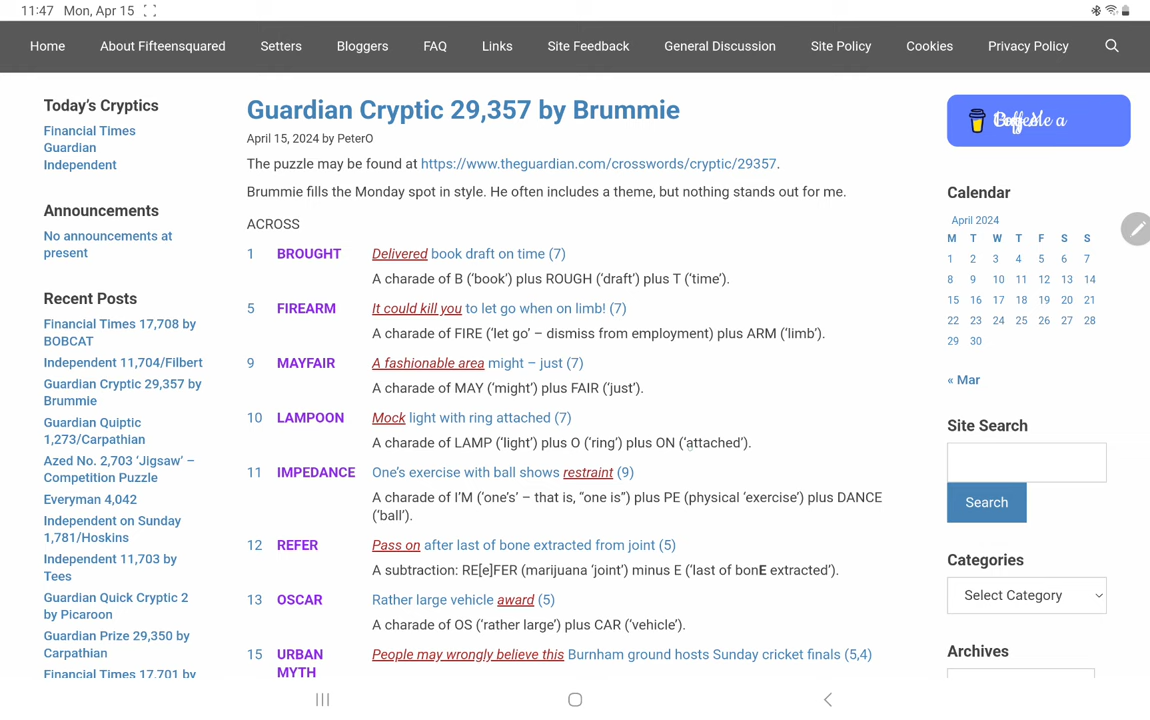 11:47 Mon, Apr 15
Home About Fifteensquared Setters Bloggers FAQ Links Site Feedback General Discussion Site Policy Cookies Privacy Policy
Today's Cryptics
Financial Times
Guardian
Independent
Announcements
No announcements at
present
Recent Posts
Financial Times 17,708 by
BOBCAT
Independent 11,704/Filbert
Guardian Cryptic 29,357 by
Brummie
Guardian Quiptic
1,273/Carpathian
Azed No. 2,703 ‘Jigsaw’ –
Competition Puzzle
Everyman 4,042
Independent on Sunday
1,781/Hoskins
Independent 11,703 by
Tees
Guardian Quick Cryptic 2
by Picaroon
Guardian Prize 29,350 by
Carpathian
Financial Times 17,701 by
Guardian Cryptic 29,357 by Brummie
April 15, 2024 by PeterO
The puzzle may be found at https://www.theguardian.com/crosswords/cryptic/29357.
Brummie fills the Monday spot in style. He often includes a theme, but nothing stands out for me.
ACROSS
1 BROUGHT Delivered book draft on time (7)
A charade of B (‘book’) plus ROUGH (‘draft’) plus T (‘time’).
5 FIREARM It could kill you to let go when on limb! (7)
A charade of FIRE (‘let go’ – dismiss from employment) plus ARM (‘limb’).
9 MAYFAIR A fashionable area might – just (7)
A charade of MAY (‘might’) plus FAIR (‘just’).
10 LAMPOON Mock light with ring attached (7)
A charade of LAMP (‘light’) plus O (‘ring’) plus ON (‘attached’).
11 IMPEDANCE One’s exercise with ball shows restraint (9)
A charade of I’M (‘one’s’ – that is, “one is”) plus PE (physical ‘exercise’) plus DANCE
(‘ball’).
12 REFER Pass on after last of bone extracted from joint (5)
A subtraction: RE[e]FER (marijuana ‘joint’) minus E (‘last of bonE extracted’).
13 OSCAR Rather large vehicle award (5)
A charade of OS (‘rather large’) plus CAR (‘vehicle’).
15 URBAN MYTH People may wrongly believe this Burnham ground hosts Sunday cricket finals (5,4)
Calendar
April 2024
M T W T F S S
1 2 3 4 5 6 7
8 9 10 11 12 13 14
15 16 17 18 19 20 21
22 23 24 25 26 27 28
29 30
« Mar
Site Search
Search
Categories
Select Category
Archives